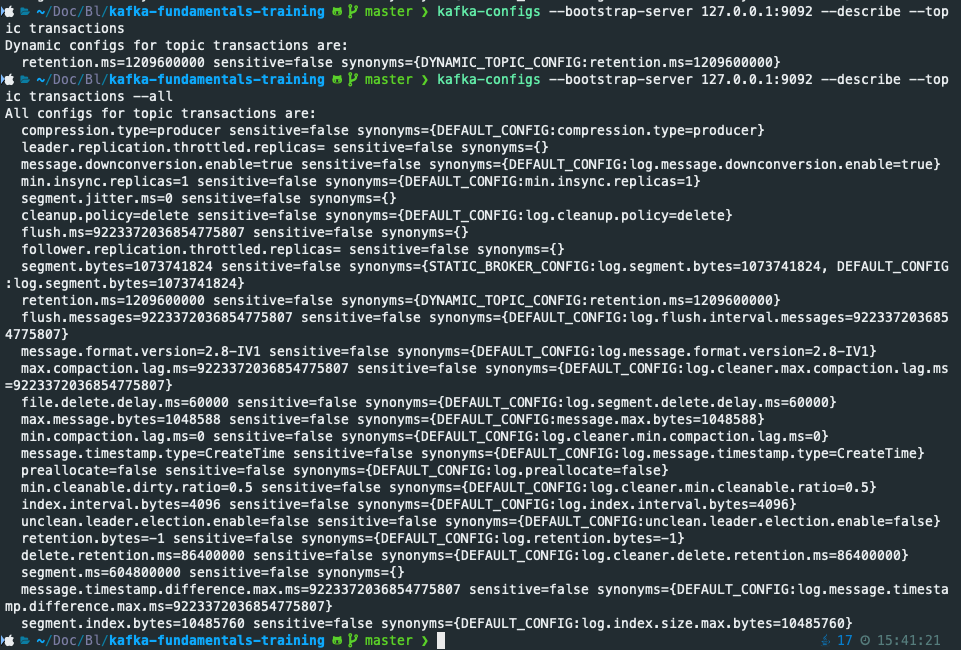 ~/Doc/Bl/kafka-fundamentals-training master ❯ kafka-configs --bootstrap-server 127.0.0.1:9092 --describe --top
ic transactions
Dynamic configs for topic transactions are:
  retention.ms=1209600000 sensitive=false synonyms={DYNAMIC_TOPIC_CONFIG:retention.ms=1209600000}
~/Doc/Bl/kafka-fundamentals-training master ❯ kafka-configs --bootstrap-server 127.0.0.1:9092 --describe --top
ic transactions --all
All configs for topic transactions are:
  compression.type=producer sensitive=false synonyms={DEFAULT_CONFIG:compression.type=producer}
  leader.replication.throttled.replicas= sensitive=false synonyms={}
  message.downconversion.enable=true sensitive=false synonyms={DEFAULT_CONFIG:log.message.downconversion.enable=true}
  min.insync.replicas=1 sensitive=false synonyms={DEFAULT_CONFIG:min.insync.replicas=1}
  segment.jitter.ms=0 sensitive=false synonyms={}
  cleanup.policy=delete sensitive=false synonyms={DEFAULT_CONFIG:log.cleanup.policy=delete}
  flush.ms=9223372036854775807 sensitive=false synonyms={}
  follower.replication.throttled.replicas= sensitive=false synonyms={}
  segment.bytes=1073741824 sensitive=false synonyms={STATIC_BROKER_CONFIG:log.segment.bytes=1073741824, DEFAULT_CONFIG
:log.segment.bytes=1073741824}
  retention.ms=1209600000 sensitive=false synonyms={DYNAMIC_TOPIC_CONFIG:retention.ms=1209600000}
  flush.messages=9223372036854775807 sensitive=false synonyms={DEFAULT_CONFIG:log.flush.interval.messages=922337203685
4775807}
  message.format.version=2.8-IV1 sensitive=false synonyms={DEFAULT_CONFIG:log.message.format.version=2.8-IV1}
  max.compaction.lag.ms=9223372036854775807 sensitive=false synonyms={DEFAULT_CONFIG:log.cleaner.max.compaction.lag.ms
=9223372036854775807}
  file.delete.delay.ms=60000 sensitive=false synonyms={DEFAULT_CONFIG:log.segment.delete.delay.ms=60000}
  max.message.bytes=1048588 sensitive=false synonyms={DEFAULT_CONFIG:message.max.bytes=1048588}
  min.compaction.lag.ms=0 sensitive=false synonyms={DEFAULT_CONFIG:log.cleaner.min.compaction.lag.ms=0}
  message.timestamp.type=CreateTime sensitive=false synonyms={DEFAULT_CONFIG:log.message.timestamp.type=CreateTime}
  preallocate=false sensitive=false synonyms={DEFAULT_CONFIG:log.preallocate=false}
  min.cleanable.dirty.ratio=0.5 sensitive=false synonyms={DEFAULT_CONFIG:log.cleaner.min.cleanable.ratio=0.5}
  index.interval.bytes=4096 sensitive=false synonyms={DEFAULT_CONFIG:log.index.interval.bytes=4096}
  unclean.leader.election.enable=false sensitive=false synonyms={DEFAULT_CONFIG:unclean.leader.election.enable=false}
  retention.bytes=-1 sensitive=false synonyms={DEFAULT_CONFIG:log.retention.bytes=-1}
  delete.retention.ms=86400000 sensitive=false synonyms={DEFAULT_CONFIG:log.cleaner.delete.retention.ms=86400000}
  segment.ms=604800000 sensitive=false synonyms={}
  message.timestamp.difference.max.ms=9223372036854775807 sensitive=false synonyms={DEFAULT_CONFIG:log.message.timesta
mp.difference.max.ms=9223372036854775807}
  segment.index.bytes=10485760 sensitive=false synonyms={DEFAULT_CONFIG:log.index.size.max.bytes=10485760}
~/Doc/Bl/kafka-fundamentals-training master ❯ 17 15:41:21